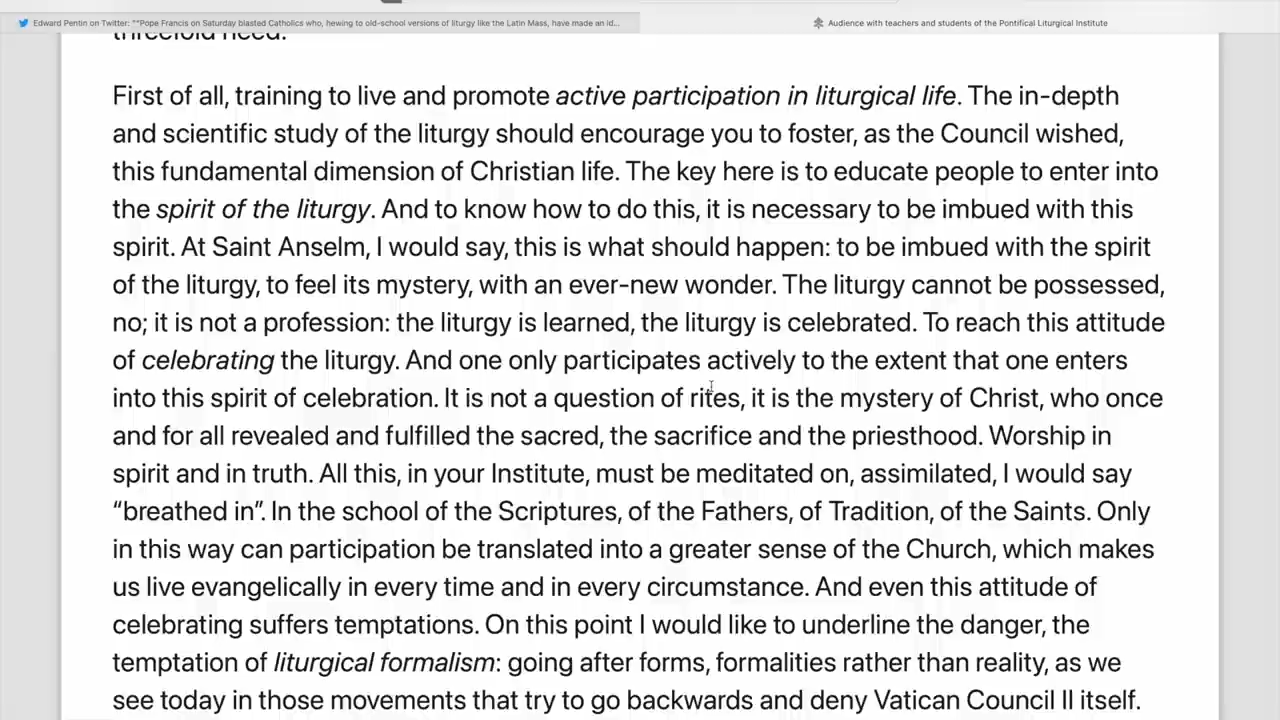 Edward Pentin on Twitter: "“Pope Francis on Saturday blasted Catholics who, hewing to old-school versions of liturgy like the Latin Mass, have made an id...
Audience with teachers and students of the Pontifical Liturgical Institute
threefold need.
First of all, training to live and promote active participation in liturgical life. The in-depth
and scientific study of the liturgy should encourage you to foster, as the Council wished,
this fundamental dimension of Christian life. The key here is to educate people to enter into
the spirit of the liturgy. And to know how to do this, it is necessary to be imbued with this
spirit. At Saint Anselm, I would say, this is what should happen: to be imbued with the spirit
of the liturgy, to feel its mystery, with an ever-new wonder. The liturgy cannot be possessed,
no; it is not a profession: the liturgy is learned, the liturgy is celebrated. To reach this attitude
of celebrating the liturgy. And one only participates actively to the extent that one enters
into this spirit of celebration. It is not a question of rites, it is the mystery of Christ, who once
and for all revealed and fulfilled the sacred, the sacrifice and the priesthood. Worship in
spirit and in truth. All this, in your Institute, must be meditated on, assimilated, I would say
“breathed in”. In the school of the Scriptures, of the Fathers, of Tradition, of the Saints. Only
in this way can participation be translated into a greater sense of the Church, which makes
us live evangelically in every time and in every circumstance. And even this attitude of
celebrating suffers temptations. On this point I would like to underline the danger, the
temptation of liturgical formalism: going after forms, formalities rather than reality, as we
see today in those movements that try to go backwards and deny Vatican Council II itself.